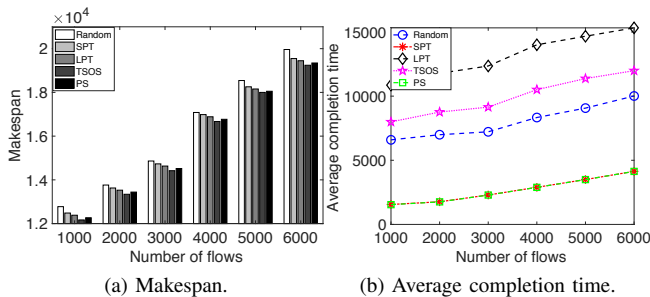 ×10⁴
Random
SPT
LPT
TSOS
PS
Makespan
2
1.8
1.6
1.4
1.2
1000 2000 3000 4000 5000 6000
Number of flows
(a) Makespan.
15000
10000
5000
0
Average completion time
Random
SPT
LPT
TSOS
PS
1000 2000 3000 4000 5000 6000
Number of flows
(b) Average completion time.